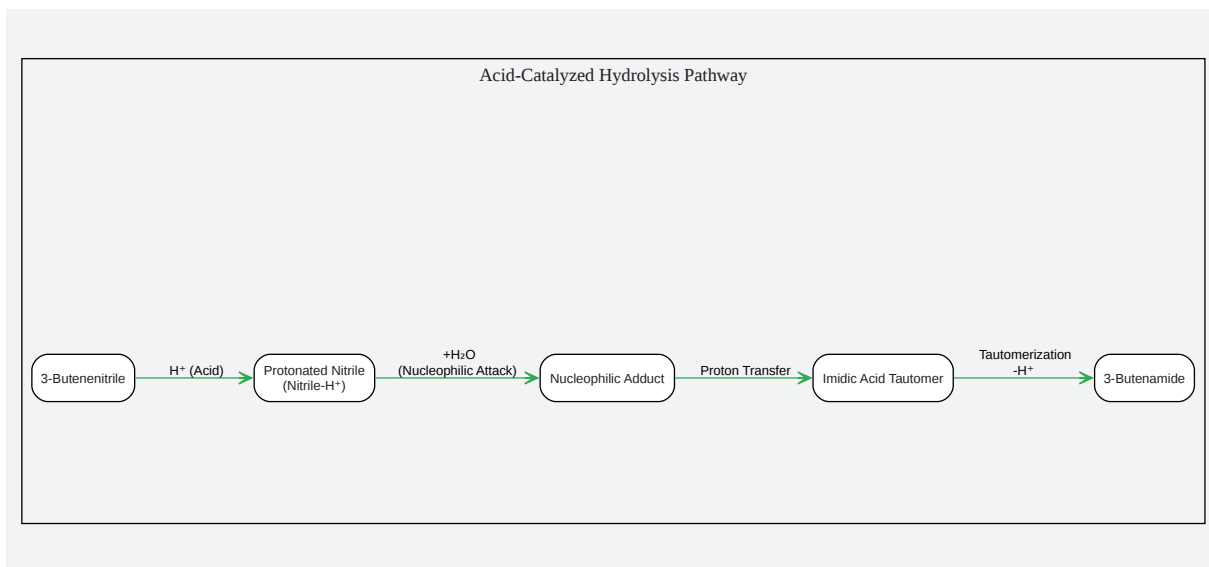 Acid-Catalyzed Hydrolysis Pathway
3-Butenenitrile
H⁺ (Acid)
Protonated Nitrile
(Nitrile-H⁺)
+H₂O
(Nucleophilic Attack)
Nucleophilic Adduct
Proton Transfer
Imidic Acid Tautomer
Tautomerization
-H⁺
3-Butenamide